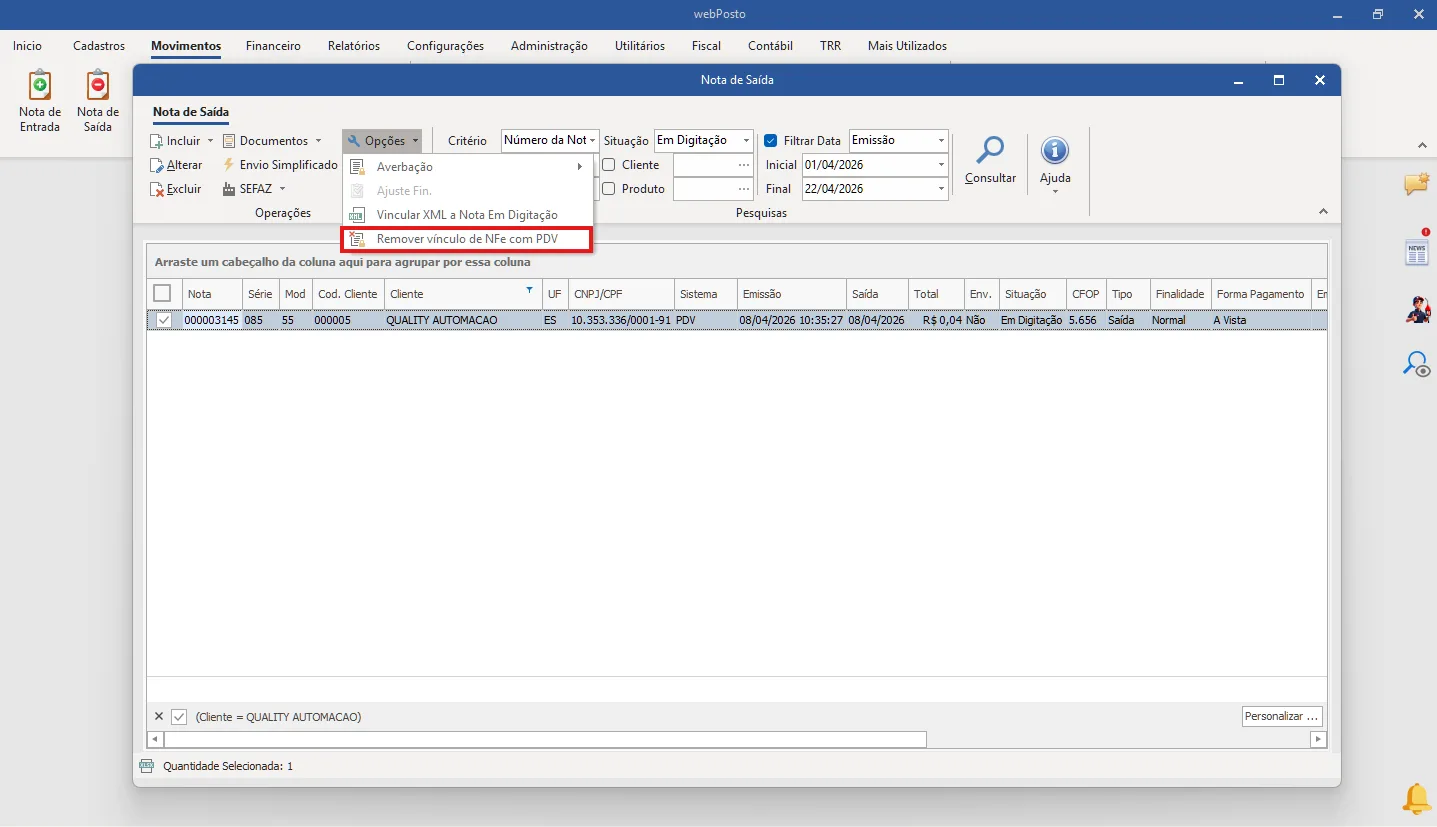 webPosto
Inicio Cadastros Movimentos Financeiro Relatórios Configurações Administração Utilitários Fiscal Contábil TRR Mais Utilizados
Nota de Entrada
Nota de Saída
Nota de Saída
Nota de Saída
Incluir Documentos Opções Critério Número da Not Situação Em Digitação Filtrar Data Emissão
Alterar Envio Simplificado Averbação Cliente ... Inicial 01/04/2026
Excluir SEFAZ Ajuste Fin. Produto ... Final 22/04/2026
Consultar Ajuda
Operações Vincular XML a Nota Em Digitação Pesquisas
Remover vínculo de NFe com PDV
NEWS
Arraste um cabeçalho da coluna aqui para agrupar por essa coluna
Nota Série Mod Cod. Cliente Cliente UF CNPJ/CPF Sistema Emissão Saída Total Env. Situação CFOP Tipo Finalidade Forma Pagamento Em
000003145 085 55 000005 QUALITY AUTOMACAO ES 10.353.336/0001-91 PDV 08/04/2026 10:35:27 08/04/2026 R$ 0,04 Não Em Digitação 5.656 Saída Normal A Vista
(Cliente = QUALITY AUTOMACAO) Personalizar ...
Quantidade Selecionada: 1